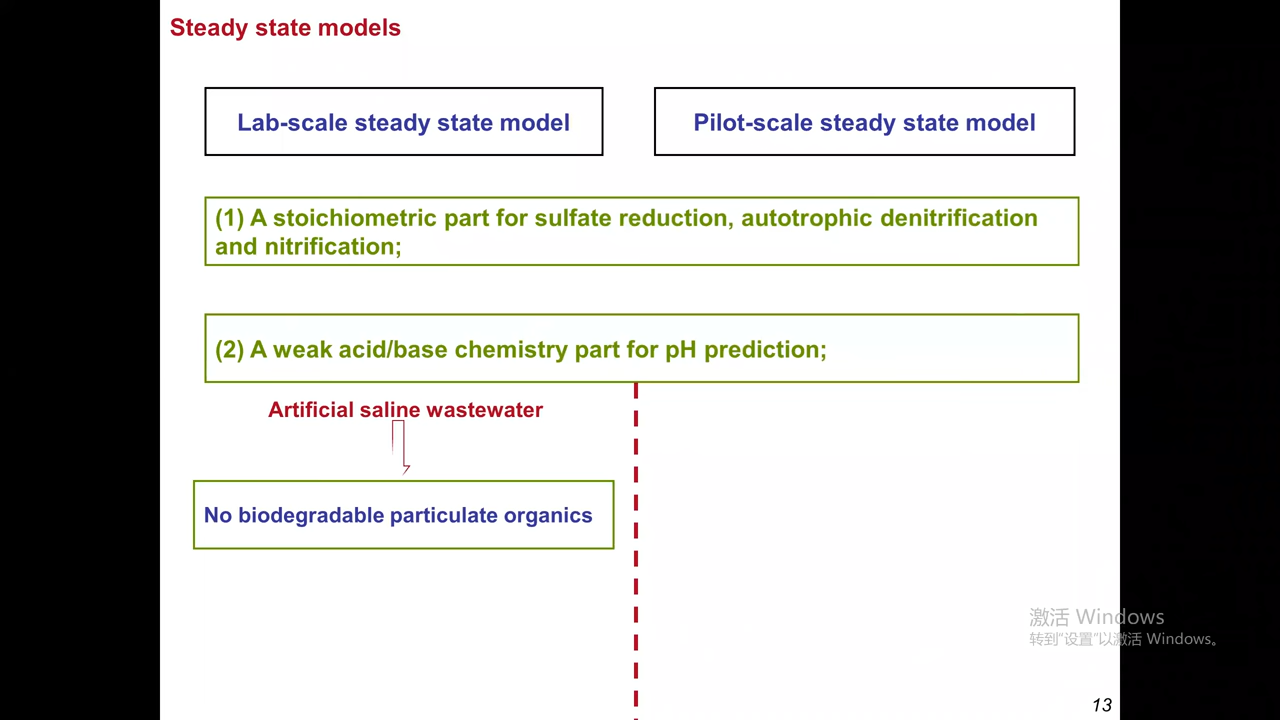 Steady state models
Lab-scale steady state model
Pilot-scale steady state model
(1) A stoichiometric part for sulfate reduction, autotrophic denitrification
and nitrification;
(2) A weak acid/base chemistry part for pH prediction;
Artificial saline wastewater
No biodegradable particulate organics
激活 Windows
转到“设置”以激活 Windows。
13